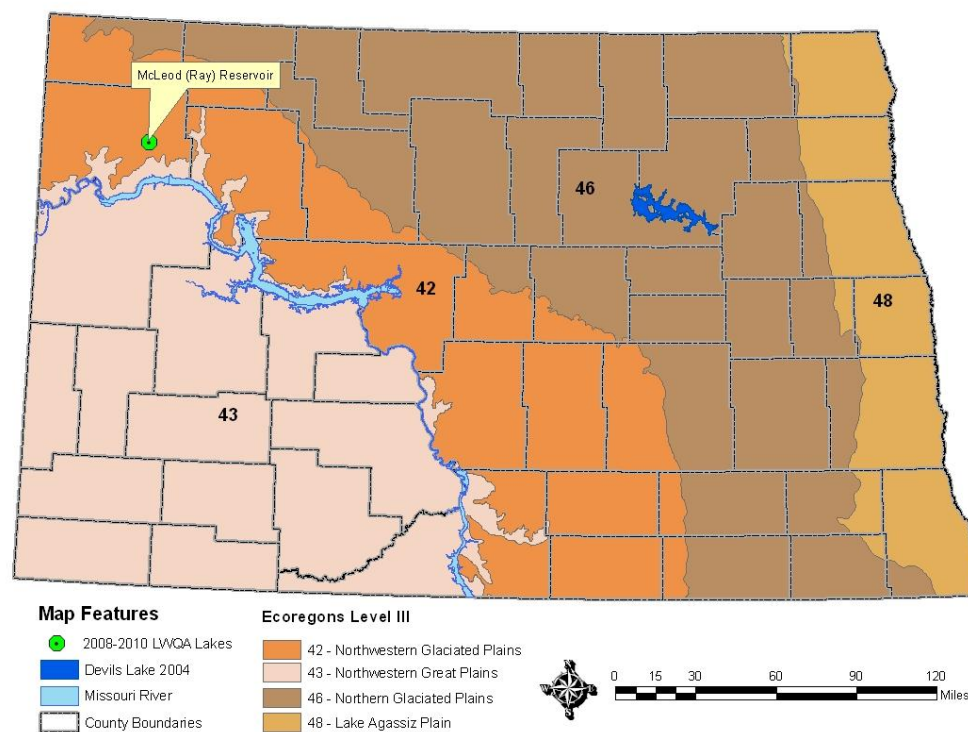 McLeod (Ray) Reservoir
46
42
48
43
Map Features
2008-2010 LWQA Lakes
Devils Lake 2004
Missouri River
County Boundaries
Ecoregons Level III
42 - Northwestern Glaciated Plains
43 - Northwestern Great Plains
46 - Northern Glaciated Plains
48 - Lake Agassiz Plain
N
E
S
W
0 15 30 60 90 120
Miles